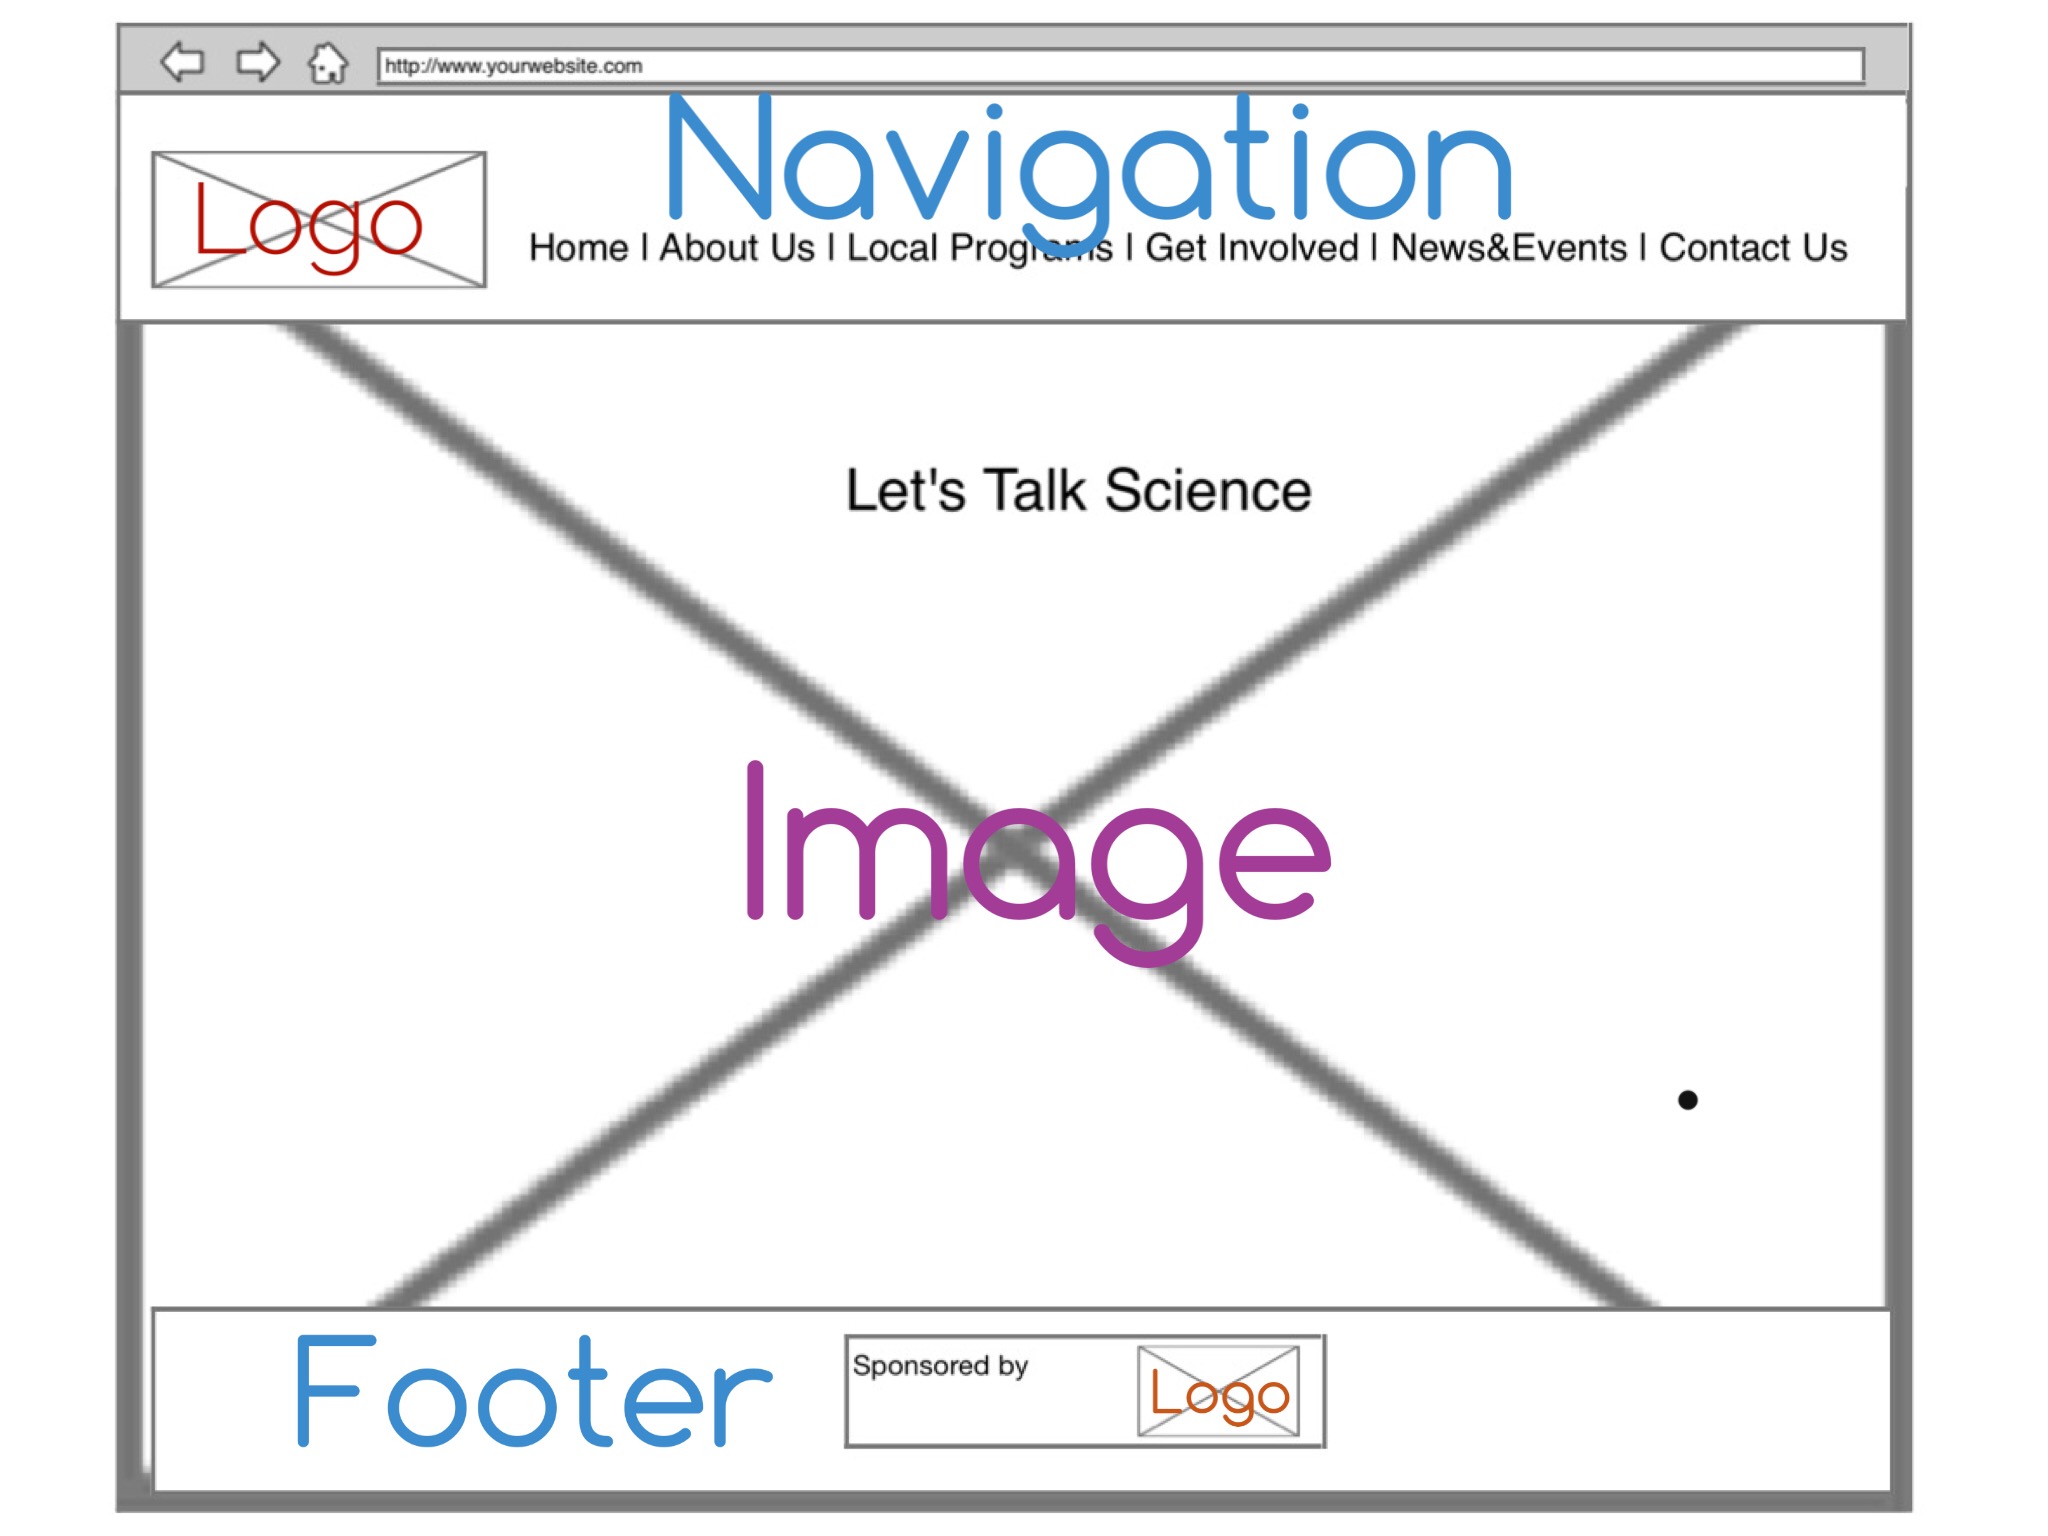 http://www.yourwebsite.com
Navigation
Logo
Home | About Us | Local Programs | Get Involved | News&Events | Contact Us
Let's Talk Science
Image
Footer
Sponsored by
Logo